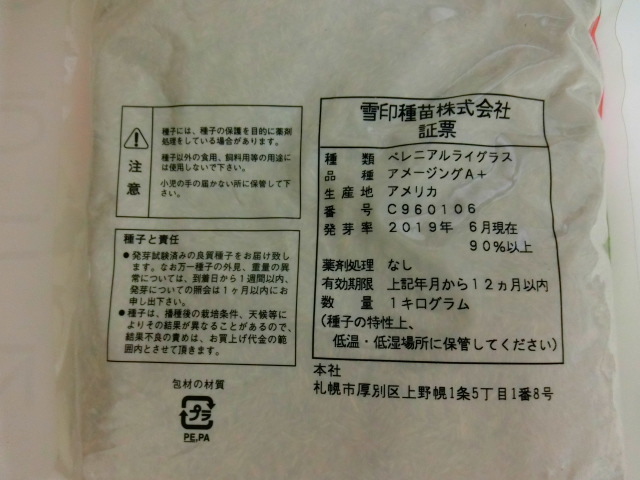 注意
種子には、種子の保護を目的に薬剤
処理をしている場合があります。
種子以外の食用、飼料用等の用途に
は使用しないで下さい。
小児の手の届かない所に保管して下
さい。
種子と責任
●発芽試験済みの良質種子をお届け致し
ます。なお万一種子の外見、重量の異
常については、到着日から1週間以内、
発芽についての照会は1ヶ月以内にお
申し出下さい。
●種子は、播種後の栽培条件、天候等に
よりその結果が異なることがあるので、
結果不良の責めは、お買上げ代金の範
囲内とさせて頂きます。
包材の材質
プラ
PE,PA
雪印種苗株式会社
証票
種類 ペレニアルライグラス
品種 アメージングA+
生産地 アメリカ
番号 C960106
発芽率 2019年 6月現在
90%以上
薬剤処理 なし
有効期限 上記年月から12ヵ月以内
数量 1キログラム
(種子の特性上、
低温・低湿場所に保管してください)
本社
札幌市厚別区上野幌1条5丁目1番8号